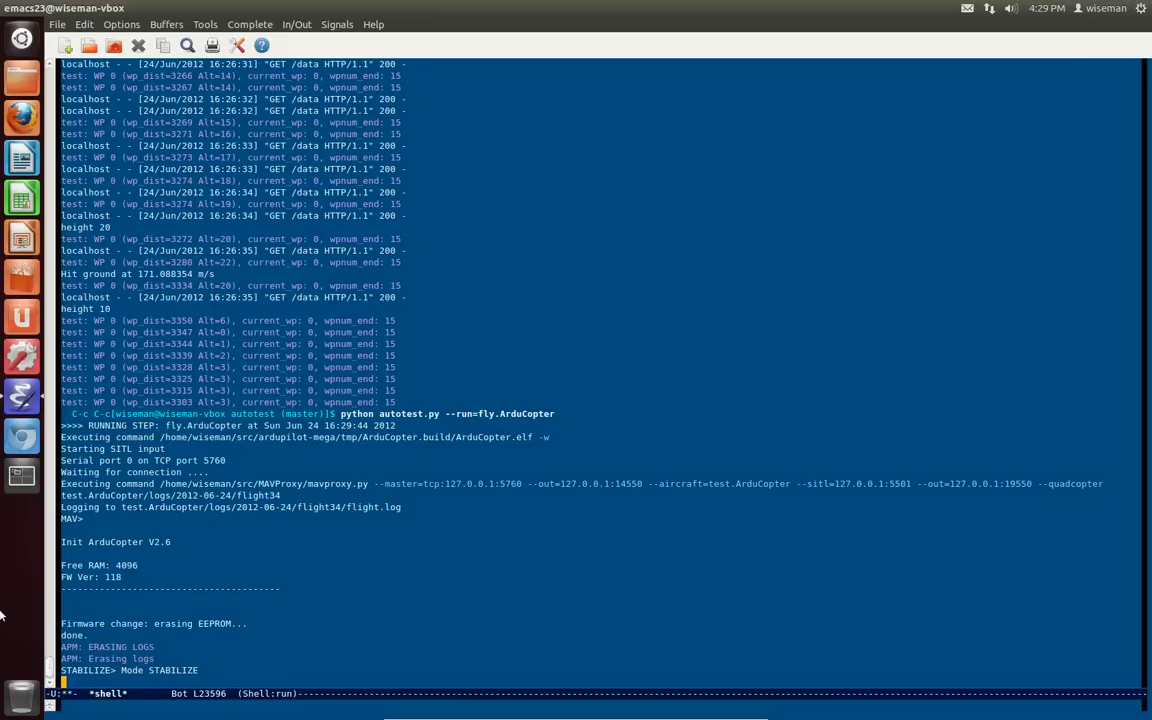 emacs23@wiseman-vbox 4:29 PM wiseman
File Edit Options Buffers Tools Complete In/Out Signals Help
localhost - - [24/Jun/2012 16:26:31] "GET /data HTTP/1.1" 200 -
test: WP 0 (wp_dist=3266 Alt=14), current_wp: 0, wpnum_end: 15
test: WP 0 (wp_dist=3267 Alt=14), current_wp: 0, wpnum_end: 15
localhost - - [24/Jun/2012 16:26:32] "GET /data HTTP/1.1" 200 -
localhost - - [24/Jun/2012 16:26:32] "GET /data HTTP/1.1" 200 -
test: WP 0 (wp_dist=3269 Alt=15), current_wp: 0, wpnum_end: 15
test: WP 0 (wp_dist=3271 Alt=16), current_wp: 0, wpnum_end: 15
localhost - - [24/Jun/2012 16:26:33] "GET /data HTTP/1.1" 200 -
test: WP 0 (wp_dist=3273 Alt=17), current_wp: 0, wpnum_end: 15
localhost - - [24/Jun/2012 16:26:33] "GET /data HTTP/1.1" 200 -
test: WP 0 (wp_dist=3274 Alt=18), current_wp: 0, wpnum_end: 15
localhost - - [24/Jun/2012 16:26:34] "GET /data HTTP/1.1" 200 -
test: WP 0 (wp_dist=3274 Alt=19), current_wp: 0, wpnum_end: 15
localhost - - [24/Jun/2012 16:26:34] "GET /data HTTP/1.1" 200 -
height 20
test: WP 0 (wp_dist=3272 Alt=20), current_wp: 0, wpnum_end: 15
localhost - - [24/Jun/2012 16:26:35] "GET /data HTTP/1.1" 200 -
test: WP 0 (wp_dist=3280 Alt=22), current_wp: 0, wpnum_end: 15
Hit ground at 171.088354 m/s
test: WP 0 (wp_dist=3334 Alt=20), current_wp: 0, wpnum_end: 15
localhost - - [24/Jun/2012 16:26:35] "GET /data HTTP/1.1" 200 -
height 10
test: WP 0 (wp_dist=3350 Alt=6), current_wp: 0, wpnum_end: 15
test: WP 0 (wp_dist=3347 Alt=0), current_wp: 0, wpnum_end: 15
test: WP 0 (wp_dist=3344 Alt=1), current_wp: 0, wpnum_end: 15
test: WP 0 (wp_dist=3339 Alt=2), current_wp: 0, wpnum_end: 15
test: WP 0 (wp_dist=3328 Alt=3), current_wp: 0, wpnum_end: 15
test: WP 0 (wp_dist=3325 Alt=3), current_wp: 0, wpnum_end: 15
test: WP 0 (wp_dist=3315 Alt=3), current_wp: 0, wpnum_end: 15
test: WP 0 (wp_dist=3303 Alt=3), current_wp: 0, wpnum_end: 15
C-c C-c[wiseman@wiseman-vbox autotest (master)]$ python autotest.py --run=fly.ArduCopter
>>>> RUNNING STEP: fly.ArduCopter at Sun Jun 24 16:29:44 2012
Executing command /home/wiseman/src/ardupilot-mega/tmp/ArduCopter.build/ArduCopter.elf -w
Starting SITL input
Serial port 0 on TCP port 5760
Waiting for connection ....
Executing command /home/wiseman/src/MAVProxy/mavproxy.py --master=tcp:127.0.0.1:5760 --out=127.0.0.1:14550 --aircraft=test.ArduCopter --sitl=127.0.0.1:5501 --out=127.0.0.1:19550 --quadcopter
test.ArduCopter/logs/2012-06-24/flight34
Logging to test.ArduCopter/logs/2012-06-24/flight34/flight.log
MAV>
Init ArduCopter V2.6
Free RAM: 4096
FW Ver: 118
----------------------------------------
Firmware change: erasing EEPROM...
done.
APM: ERASING LOGS
APM: Erasing logs
STABILIZE> Mode STABILIZE
-U:**- *shell* Bot L23596 (Shell:run)----------------------------------------